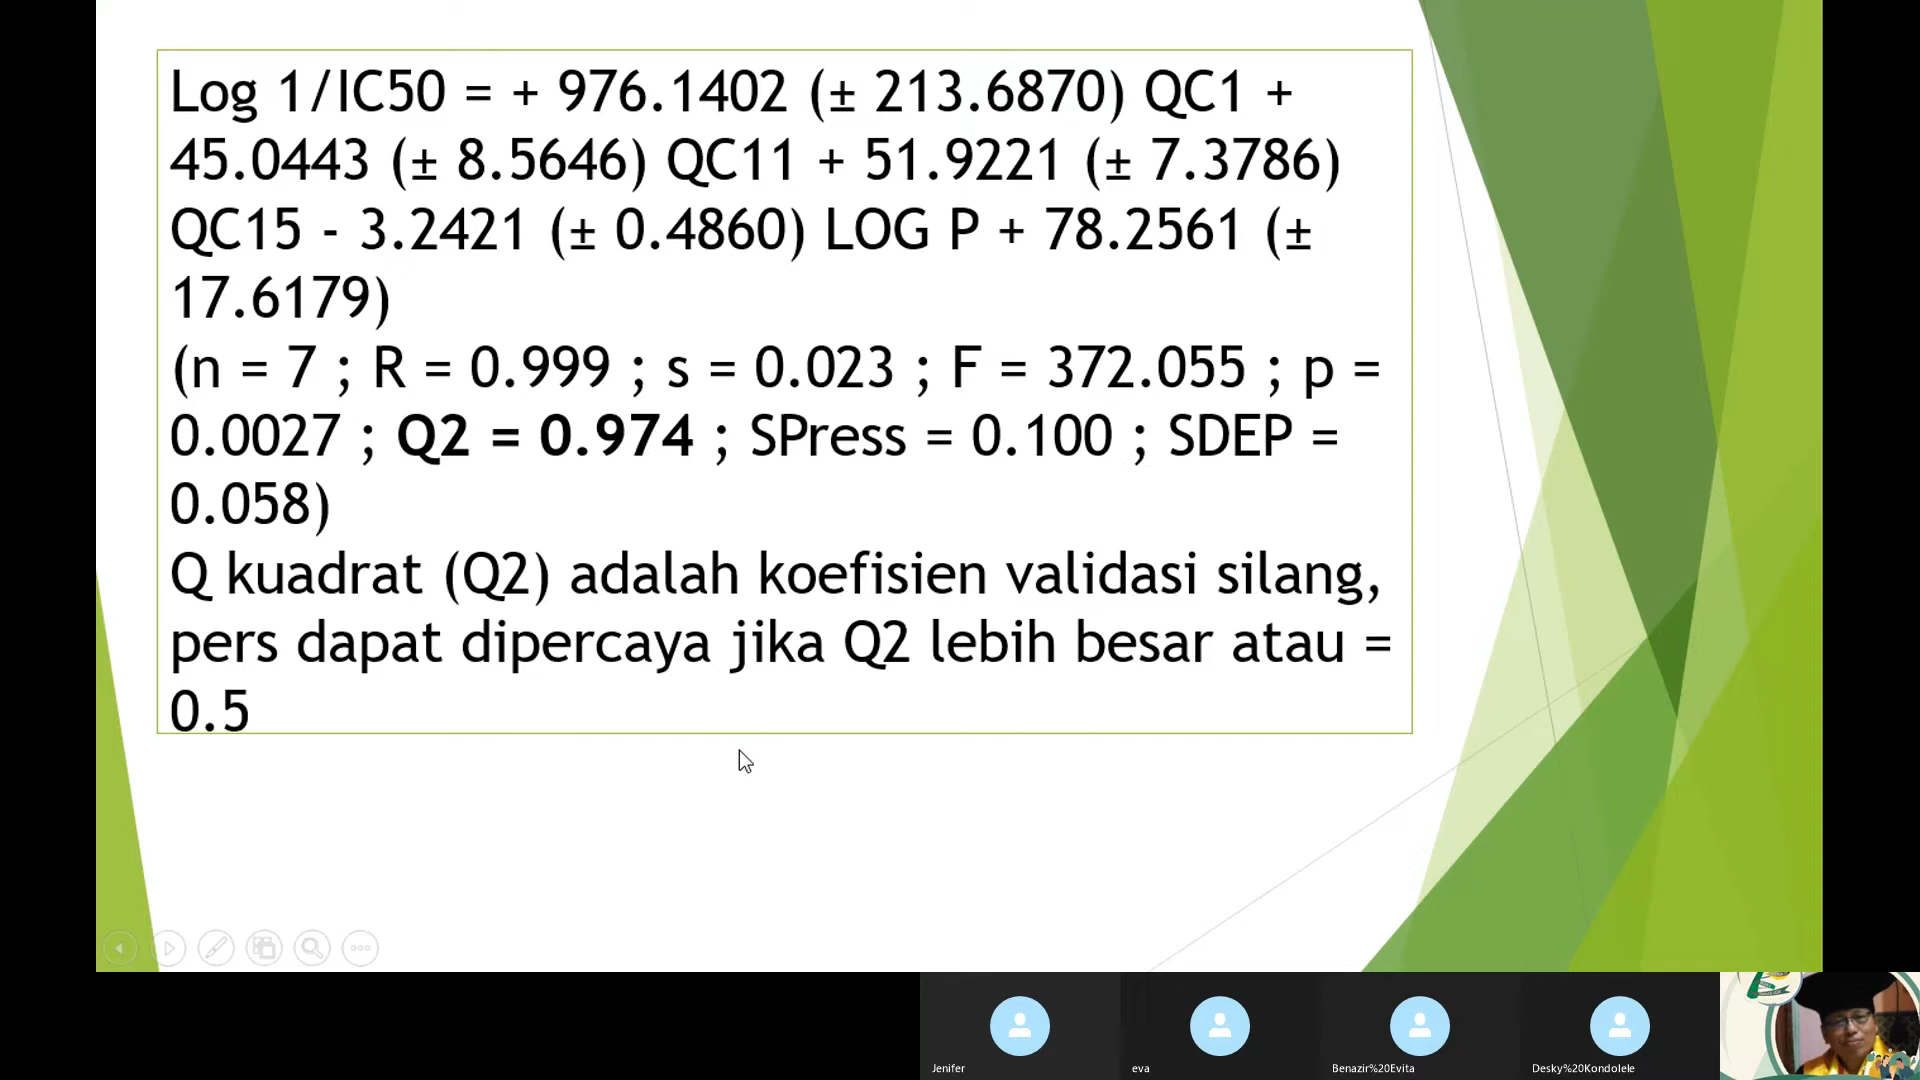 Log 1/IC50 = + 976.1402 (± 213.6870) QC1 +
45.0443 (± 8.5646) QC11 + 51.9221 (± 7.3786)
QC15 - 3.2421 (± 0.4860) LOG P + 78.2561 (±
17.6179)
(n = 7 ; R = 0.999 ; s = 0.023 ; F = 372.055 ; p =
0.0027 ; Q2 = 0.974 ; SPress = 0.100 ; SDEP =
0.058)
Q kuadrat (Q2) adalah koefisien validasi silang,
pers dapat dipercaya jika Q2 lebih besar atau =
0.5
Jenifer
eva
Benazir%20Evita
Desky%20Kondolele